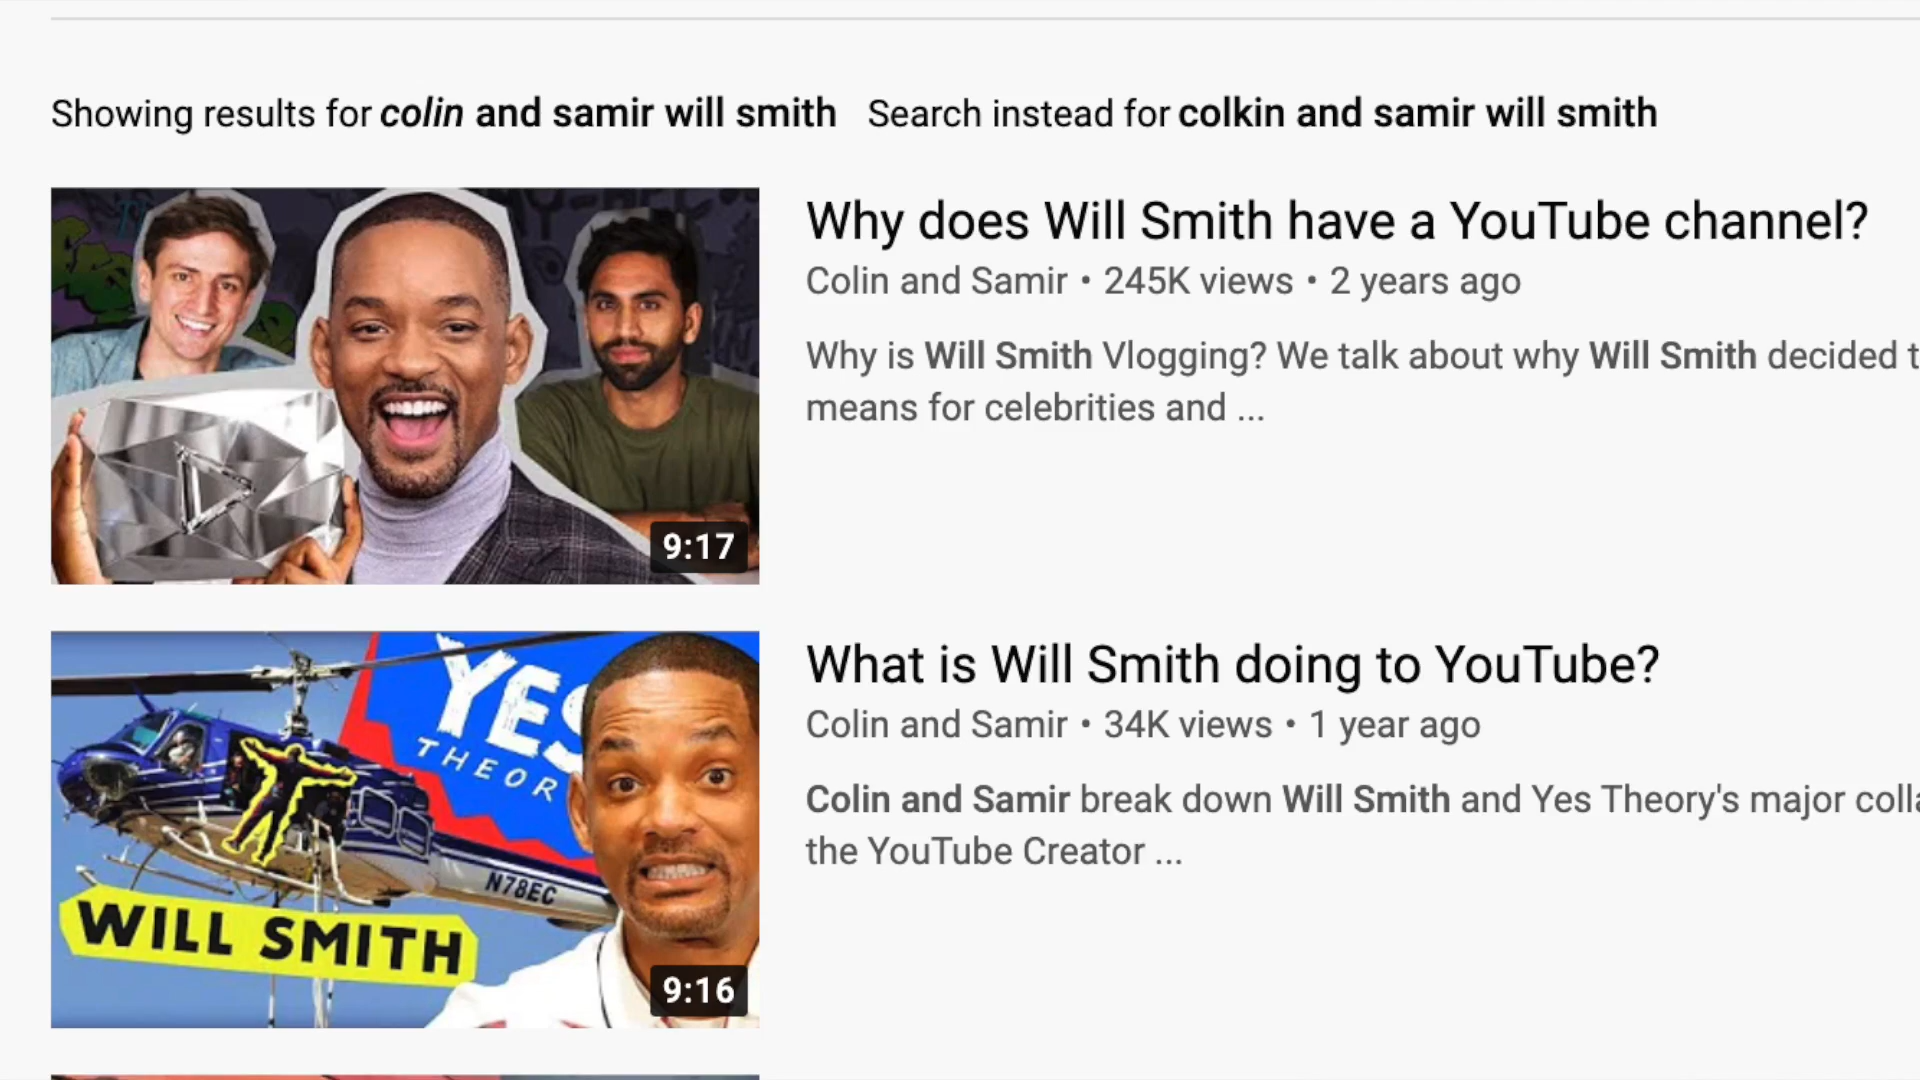 Showing results for colin and samir will smith Search instead for colkin and samir will smith
Why does Will Smith have a YouTube channel?
Colin and Samir • 245K views • 2 years ago
Why is Will Smith Vlogging? We talk about why Will Smith decided t
means for celebrities and ...
9:17
What is Will Smith doing to YouTube?
Colin and Samir • 34K views • 1 year ago
Colin and Samir break down Will Smith and Yes Theory's major colla
the YouTube Creator ...
YES
THEOR
N78EC
WILL SMITH
9:16